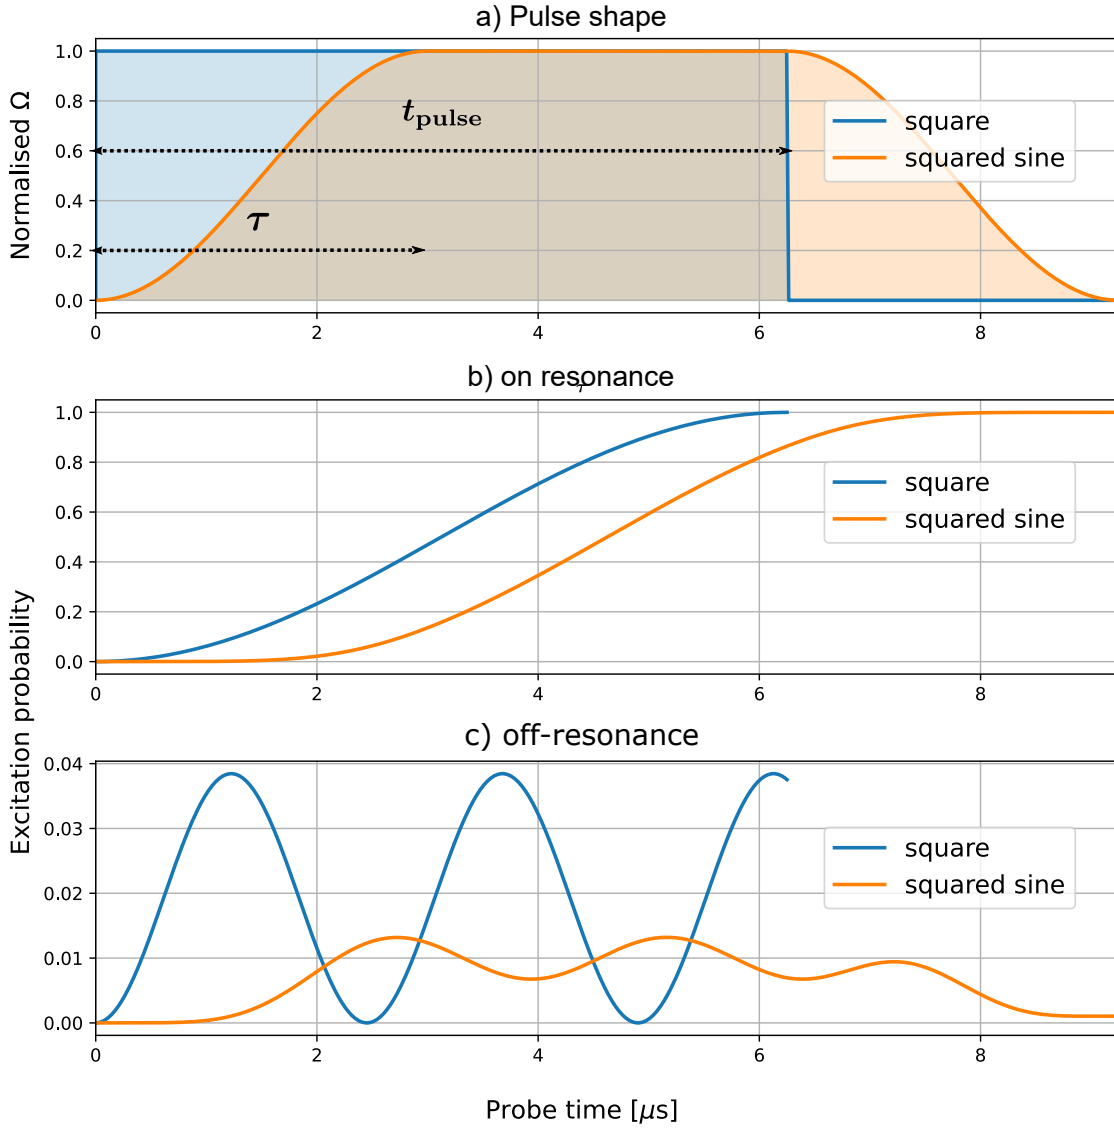 a) Pulse shape
Normalised Ω
1.0
0.8
0.6
0.4
0.2
0.0
t_pulse
τ
square
squared sine
0 2 4 6 8
b) on resonance
τ
1.0
0.8
0.6
0.4
0.2
0.0
square
squared sine
0 2 4 6 8
Excitation probability
c) off-resonance
0.04
0.03
0.02
0.01
0.00
square
squared sine
0 2 4 6 8
Probe time [μs]